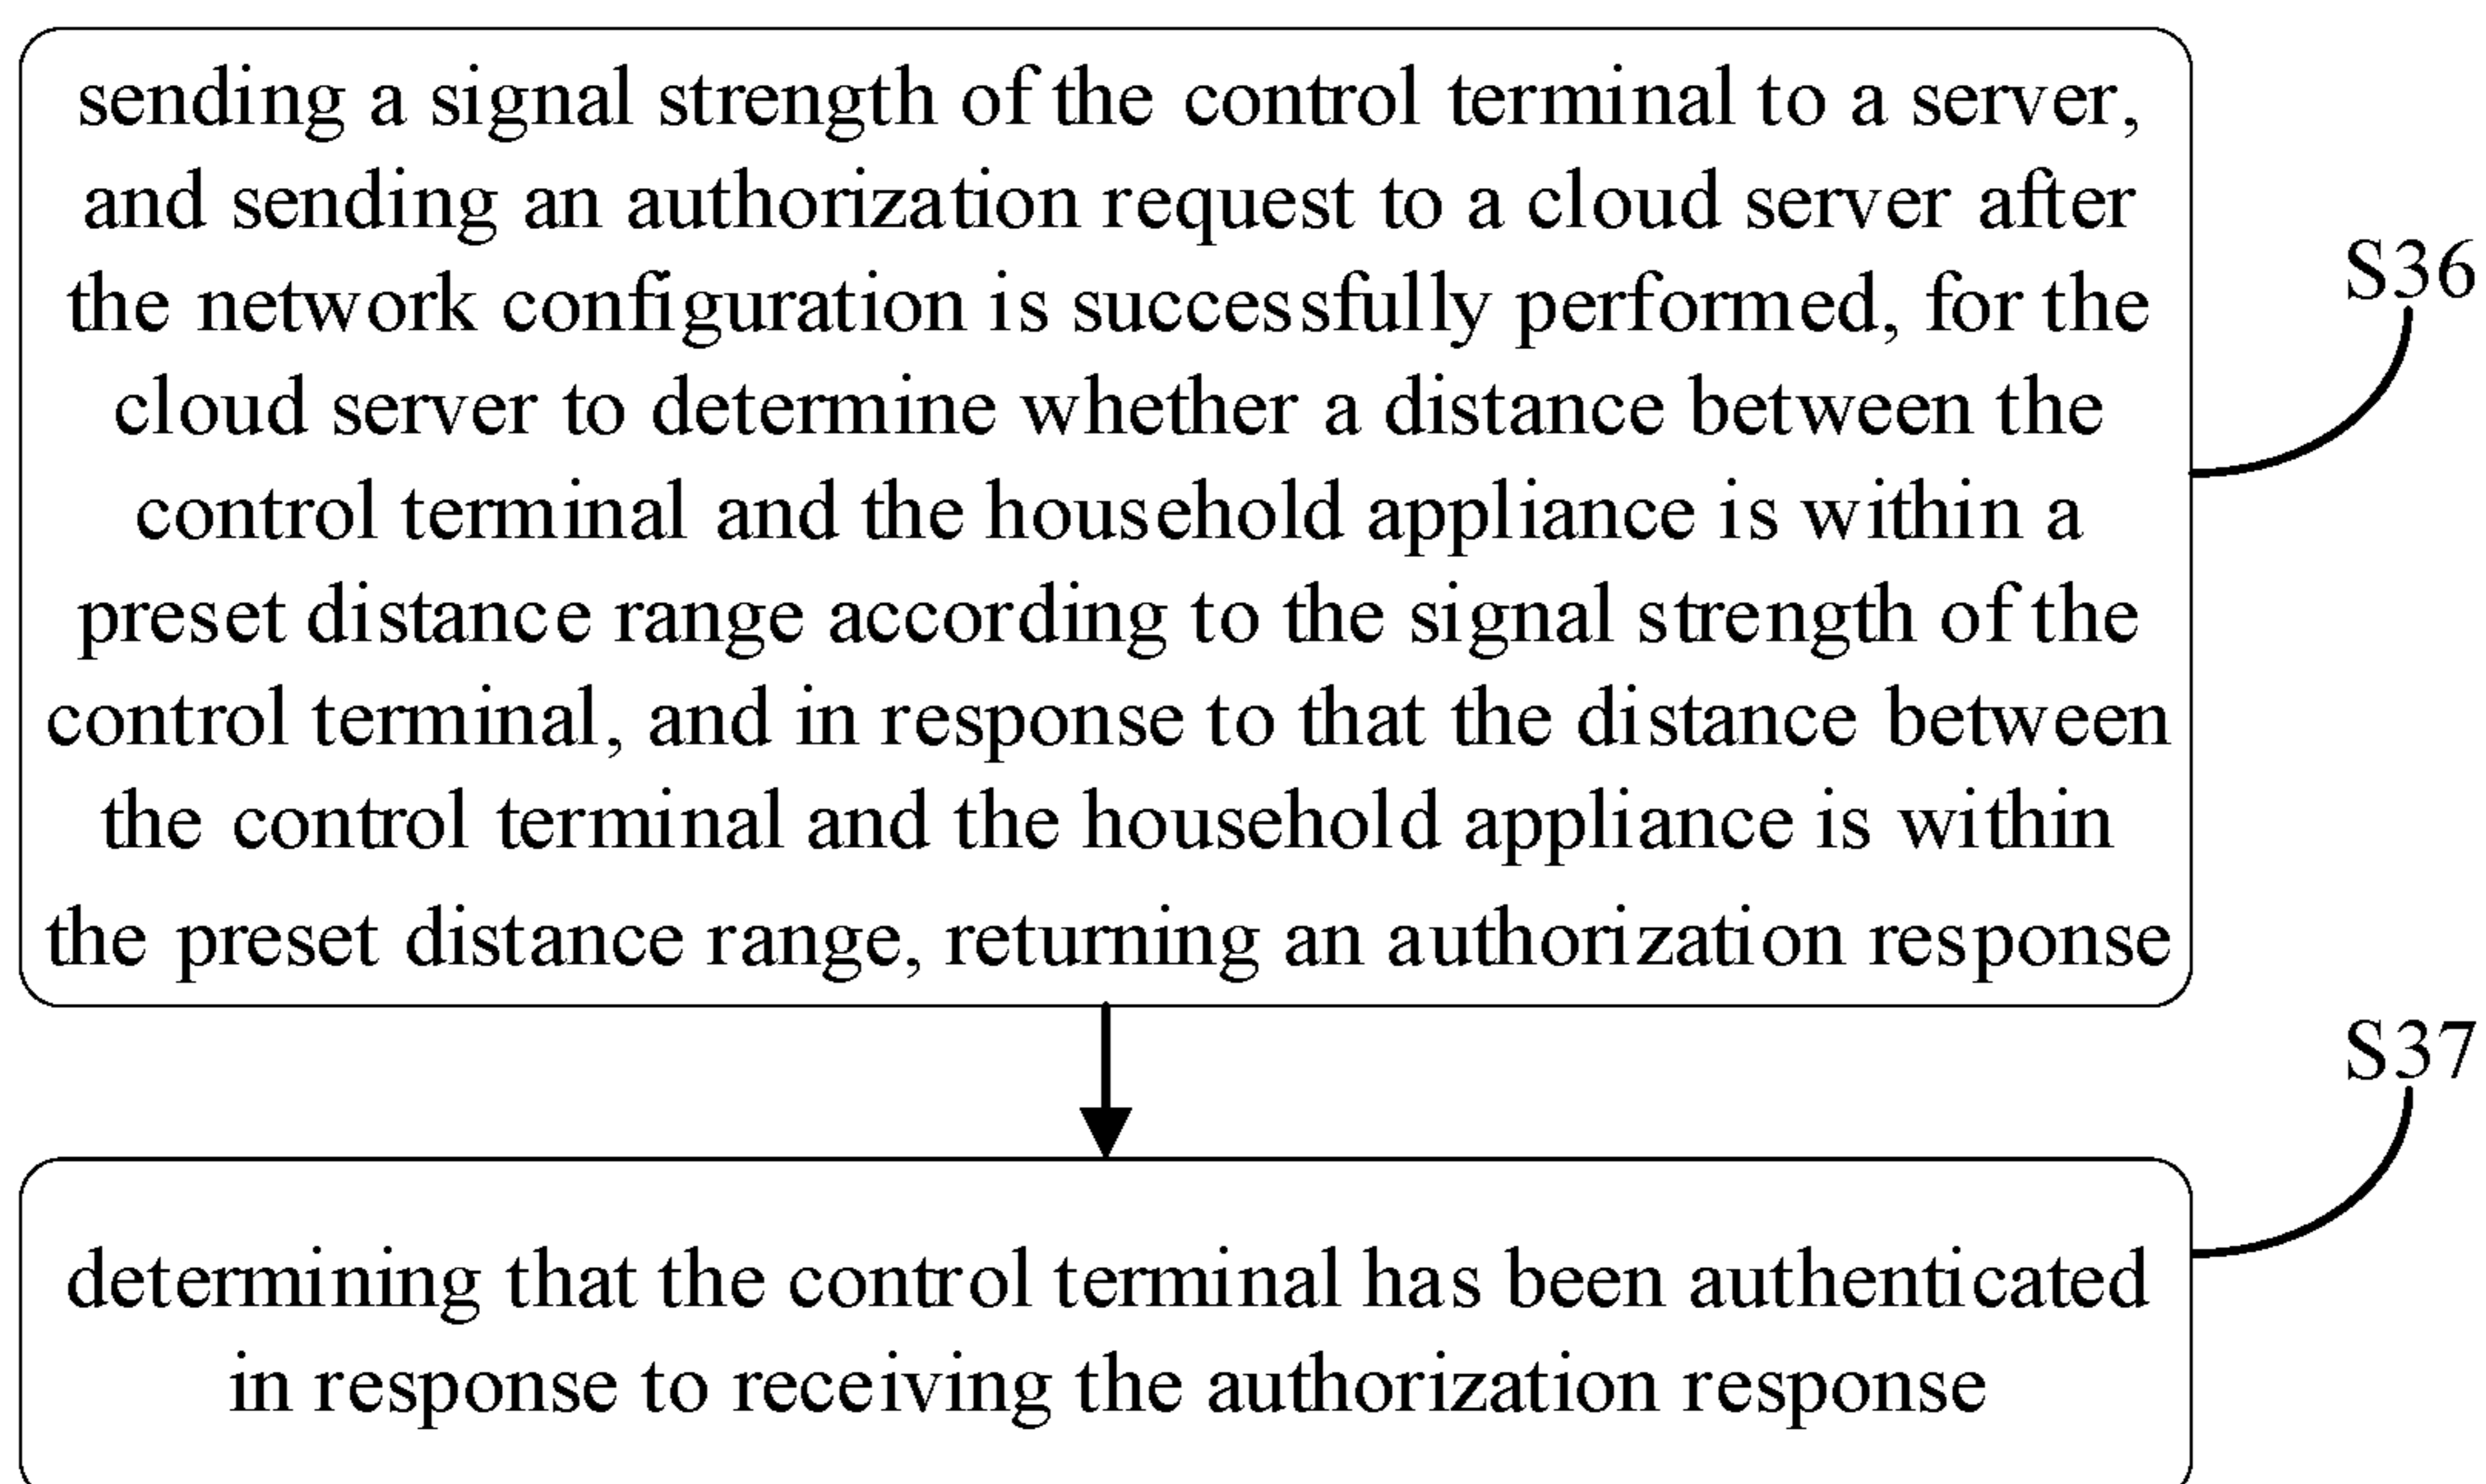 sending a signal strength of the control terminal to a server,
and sending an authorization request to a cloud server after
the network configuration is successfully performed, for the
cloud server to determine whether a distance between the
control terminal and the household appliance is within a
preset distance range according to the signal strength of the
control terminal, and in response to that the distance between
the control terminal and the household appliance is within
the preset distance range, returning an authorization response
S36
S37
determining that the control terminal has been authenticated
in response to receiving the authorization response